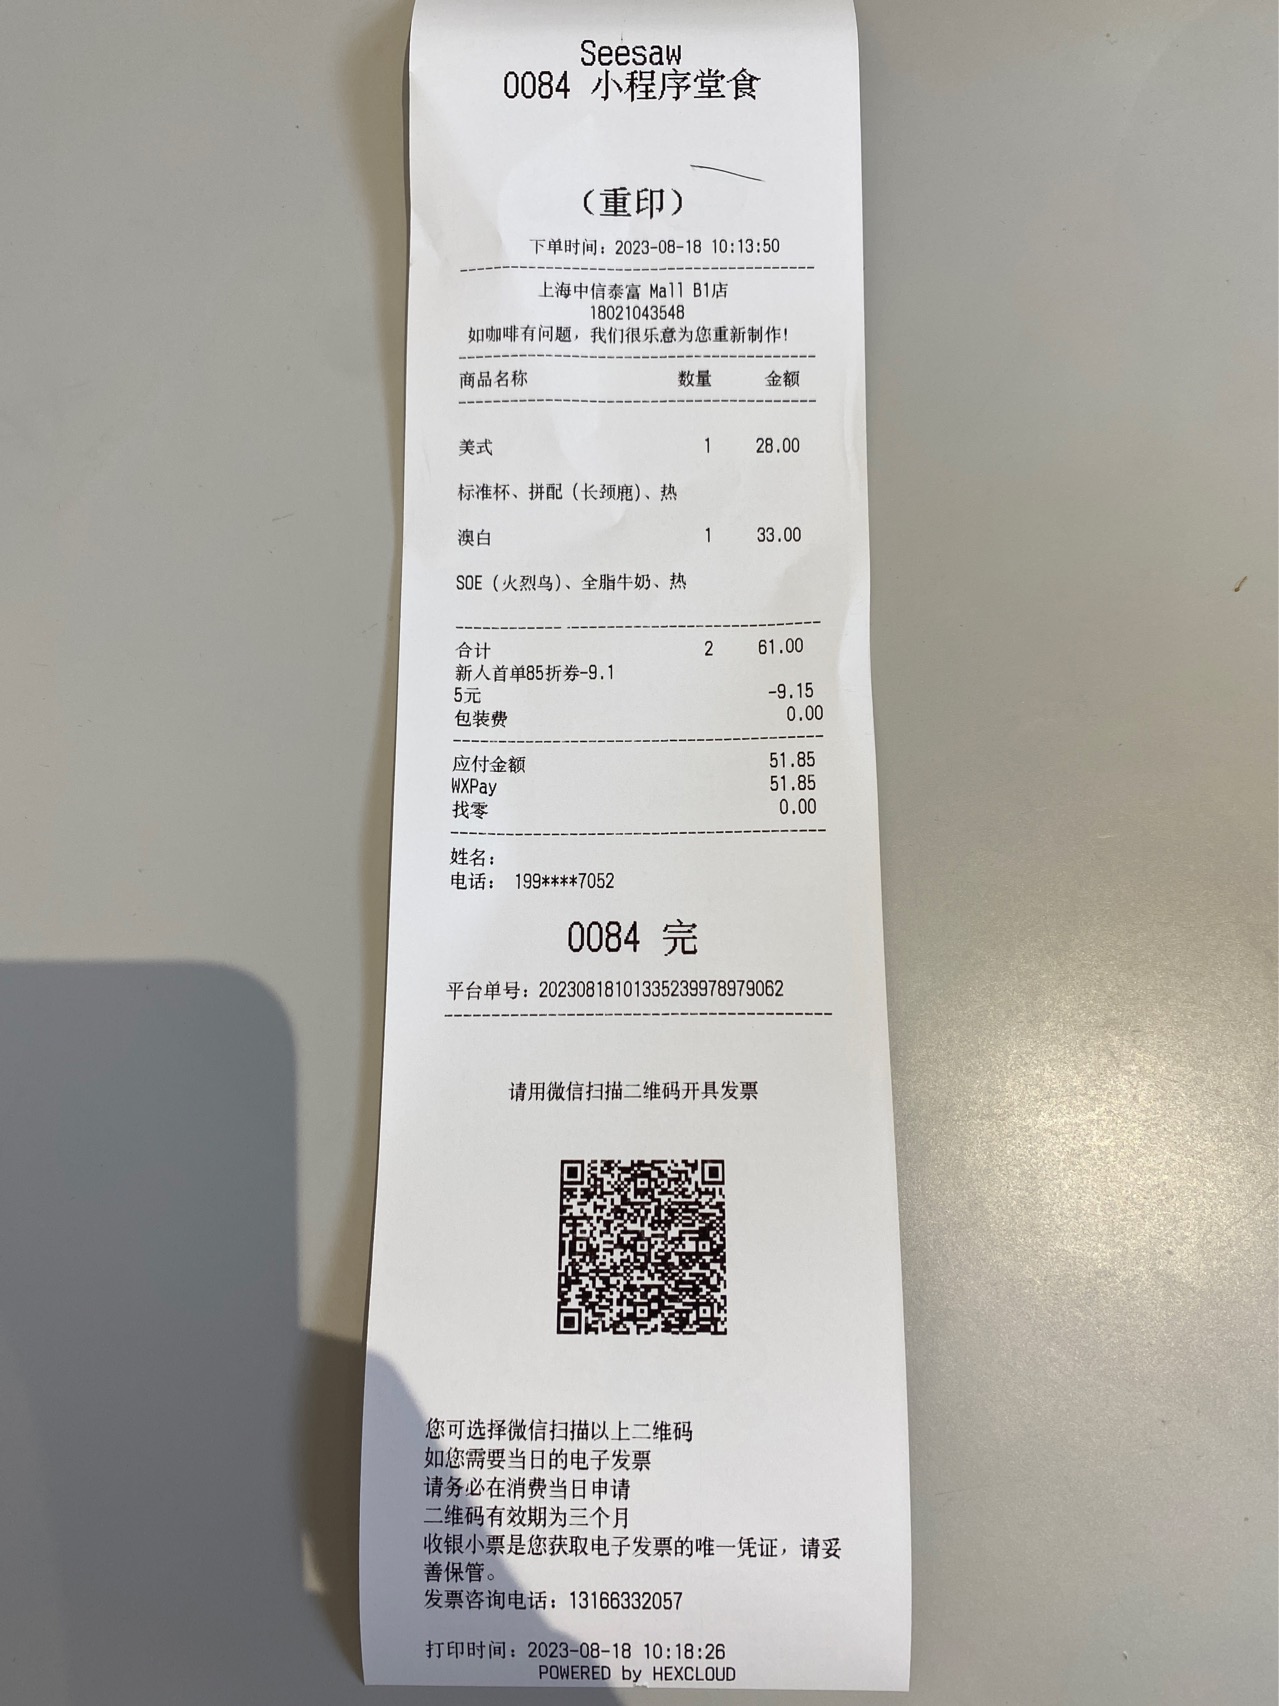 Seesaw
0084 小程序堂食
（重印）
下单时间：2023-08-18 10:13:50
上海中信泰富 Mall B1店
18021043548
如咖啡有问题，我们很乐意为您重新制作！
商品名称 数量 金额
美式 1 28.00
标准杯、拼配（长颈鹿）、热
澳白 1 33.00
SOE（火烈鸟）、全脂牛奶、热
合计 2 61.00
新人首单85折券-9.1
5元 -9.15
包装费 0.00
应付金额 51.85
WXPay 51.85
找零 0.00
姓名：
电话： 199****7052
0084 完
平台单号：20230818101335239978979062
请用微信扫描二维码开具发票
您可选择微信扫描以上二维码
如您需要当日的电子发票
请务必在消费当日申请
二维码有效期为三个月
收银小票是您获取电子发票的唯一凭证，请妥
善保管。
发票咨询电话：13166332057
打印时间：2023-08-18 10:18:26
POWERED by HEXCLOUD